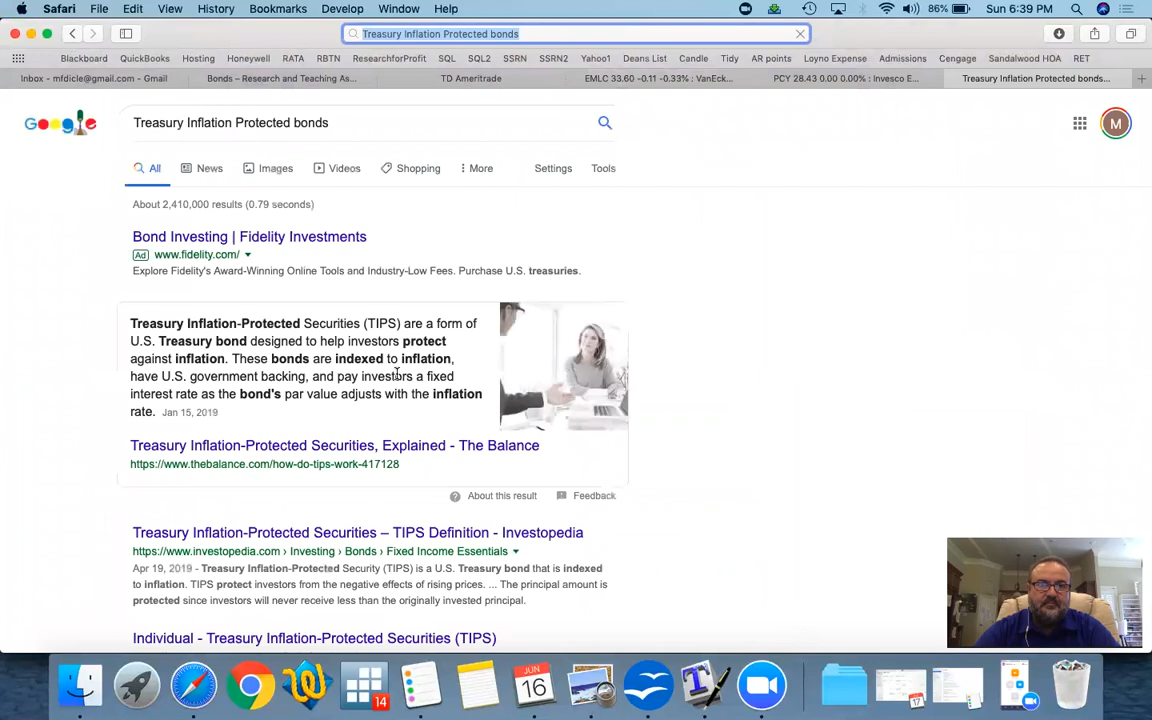 Safari File Edit View History Bookmarks Develop Window Help 86% Sun 6:39 PM
Treasury Inflation Protected bonds
Blackboard QuickBooks Hosting Honeywell RATA RBTN ResearchforProfit SQL SQL2 SSRN SSRN2 Yahoo1 Deans List Candle Tidy AR points Loyno Expense Admissions Cengage Sandalwood HOA RET
Inbox - mfdicle@gmail.com - Gmail Bonds – Research and Teaching As... TD Ameritrade EMLC 33.60 -0.11 -0.33% : VanEck... PCY 28.43 0.00 0.00% : Invesco E... Treasury Inflation Protected bonds...
Google Treasury Inflation Protected bonds M
All News Images Videos Shopping More Settings Tools
About 2,410,000 results (0.79 seconds)
Bond Investing | Fidelity Investments
Ad www.fidelity.com/
Explore Fidelity's Award-Winning Online Tools and Industry-Low Fees. Purchase U.S. treasuries.
Treasury Inflation-Protected Securities (TIPS) are a form of
U.S. Treasury bond designed to help investors protect
against inflation. These bonds are indexed to inflation,
have U.S. government backing, and pay investors a fixed
interest rate as the bond's par value adjusts with the inflation
rate. Jan 15, 2019
Treasury Inflation-Protected Securities, Explained - The Balance
https://www.thebalance.com/how-do-tips-work-417128
About this result Feedback
Treasury Inflation-Protected Securities – TIPS Definition - Investopedia
https://www.investopedia.com › Investing › Bonds › Fixed Income Essentials
Apr 19, 2019 - Treasury Inflation-Protected Security (TIPS) is a U.S. Treasury bond that is indexed
to inflation. TIPS protect investors from the negative effects of rising prices. ... The principal amount is
protected since investors will never receive less than the originally invested principal.
Individual - Treasury Inflation-Protected Securities (TIPS)
14
JUN
16
T
17